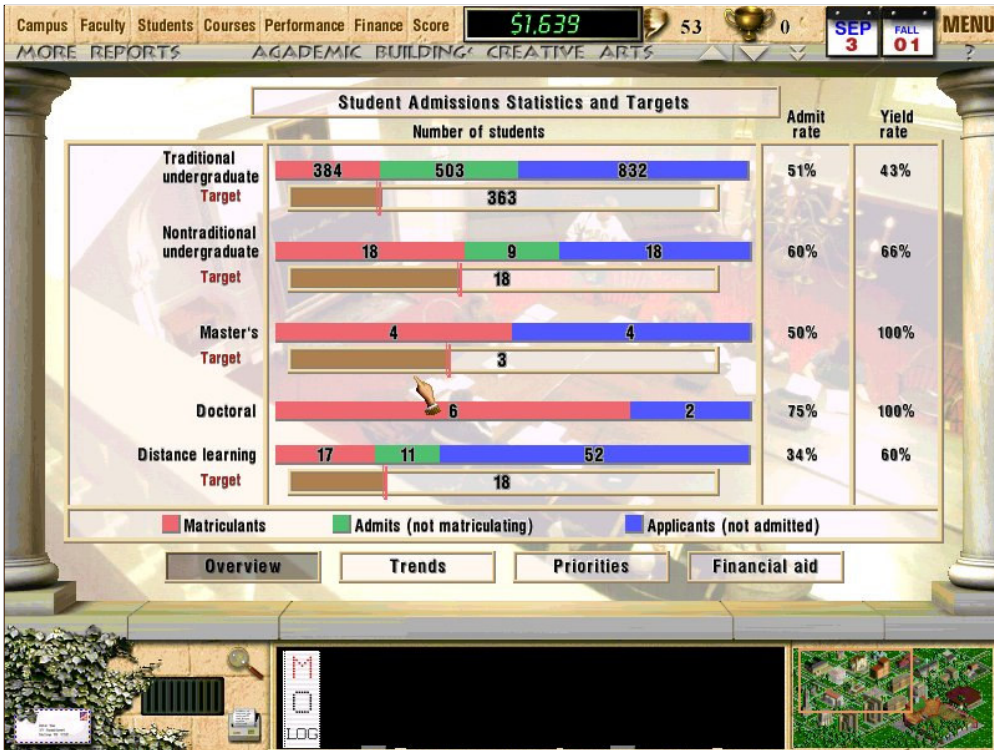 Campus Faculty Students Courses Performance Finance Score $1,639 53 0 SEP 3 FALL 01 MENU
MORE REPORTS ACADEMIC BUILDING: CREATIVE ARTS ?
Student Admissions Statistics and Targets
Number of students
Admit rate
Yield rate
Traditional undergraduate 384 503 832 51% 43%
Target 363
Nontraditional undergraduate 18 9 18 60% 66%
Target 18
Master's 4 4 50% 100%
Target 3
Doctoral 6 2 75% 100%
Distance learning 17 11 52 34% 60%
Target 18
Matriculants Admits (not matriculating) Applicants (not admitted)
Overview Trends Priorities Financial aid
M
O
LOG